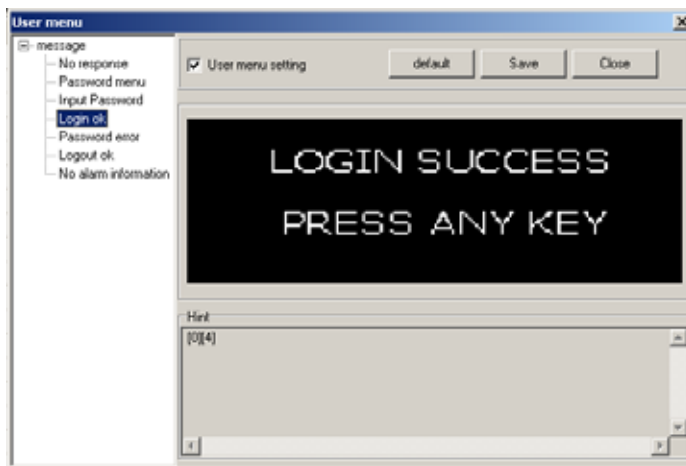 User menu
message
No response
Password menu
Input Password
Login ok
Password error
Logout ok
No alarm information
User menu setting
default
Save
Close
LOGIN SUCCESS
PRESS ANY KEY
Hint
[0][4]